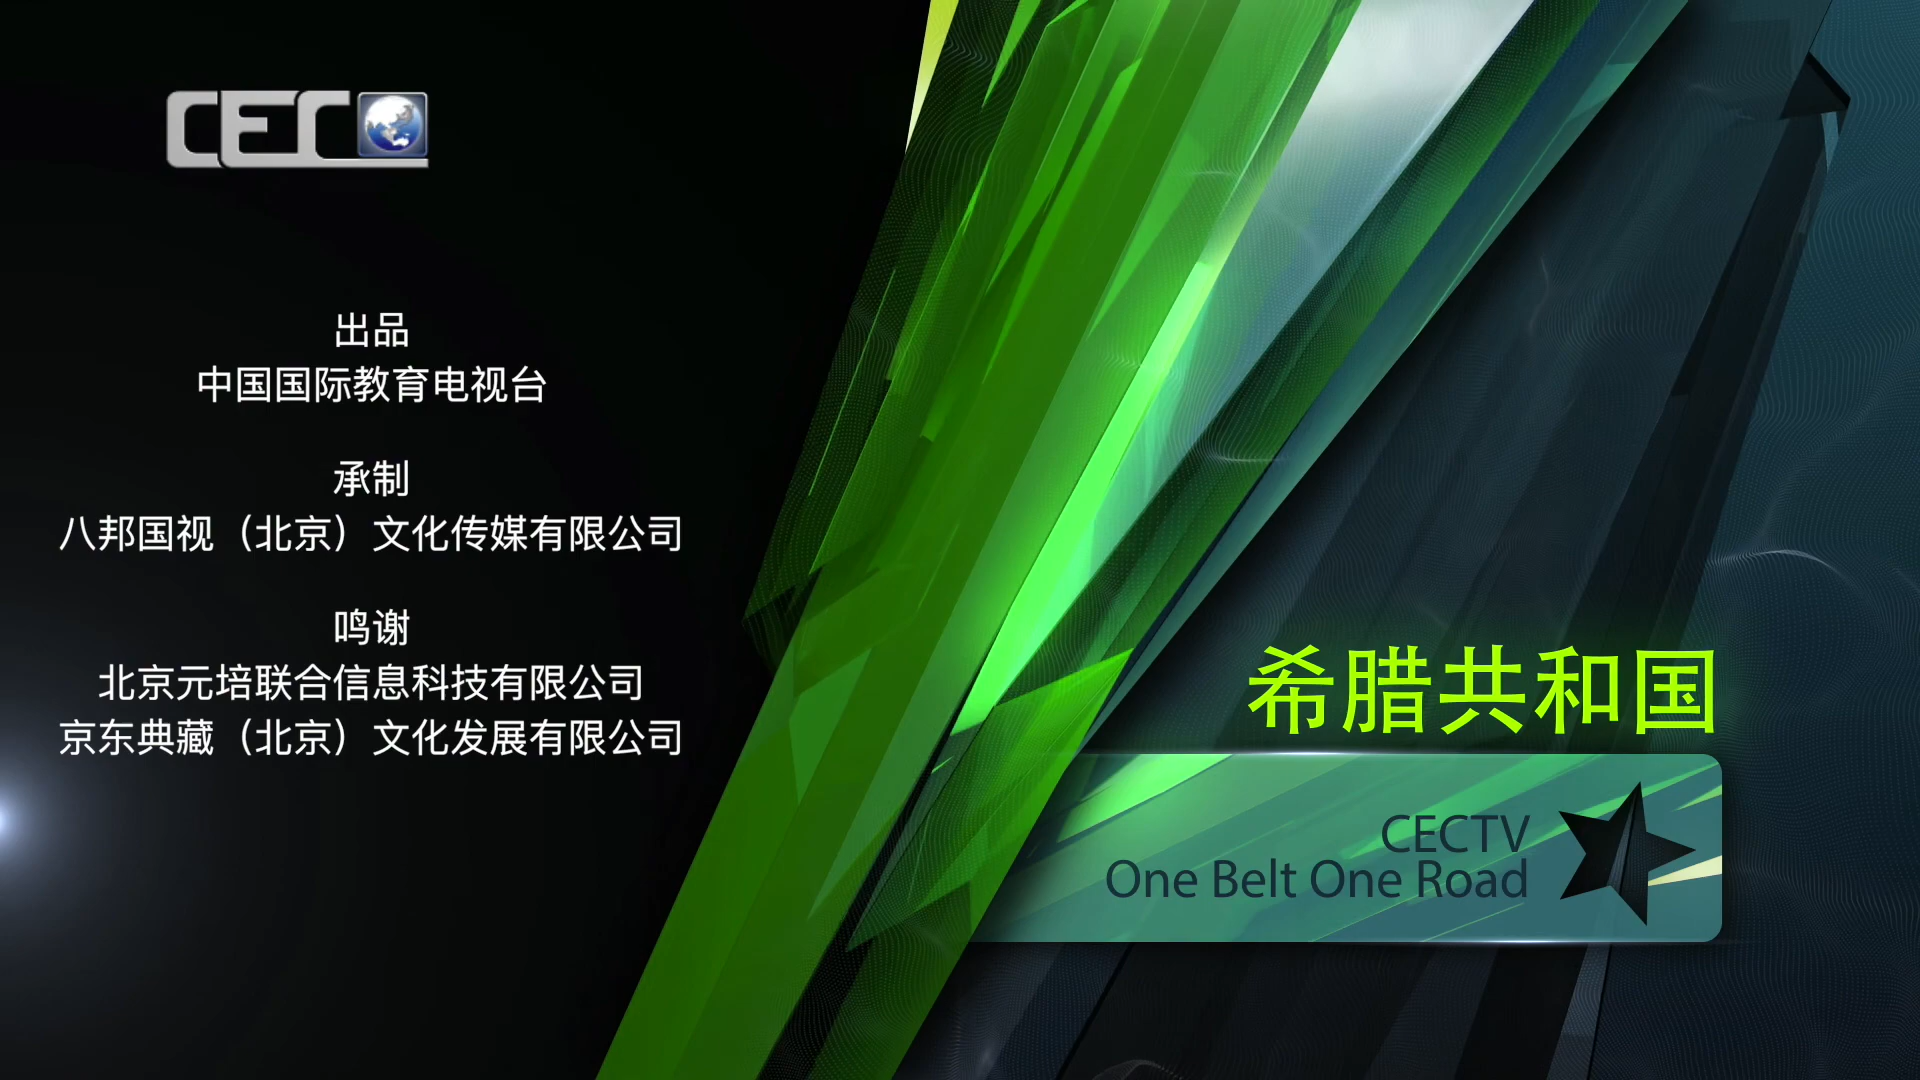 CEC
出品
中国国际教育电视台
承制
八邦国视（北京）文化传媒有限公司
鸣谢
北京元培联合信息科技有限公司
京东典藏（北京）文化发展有限公司
希腊共和国
CECTV
One Belt One Road